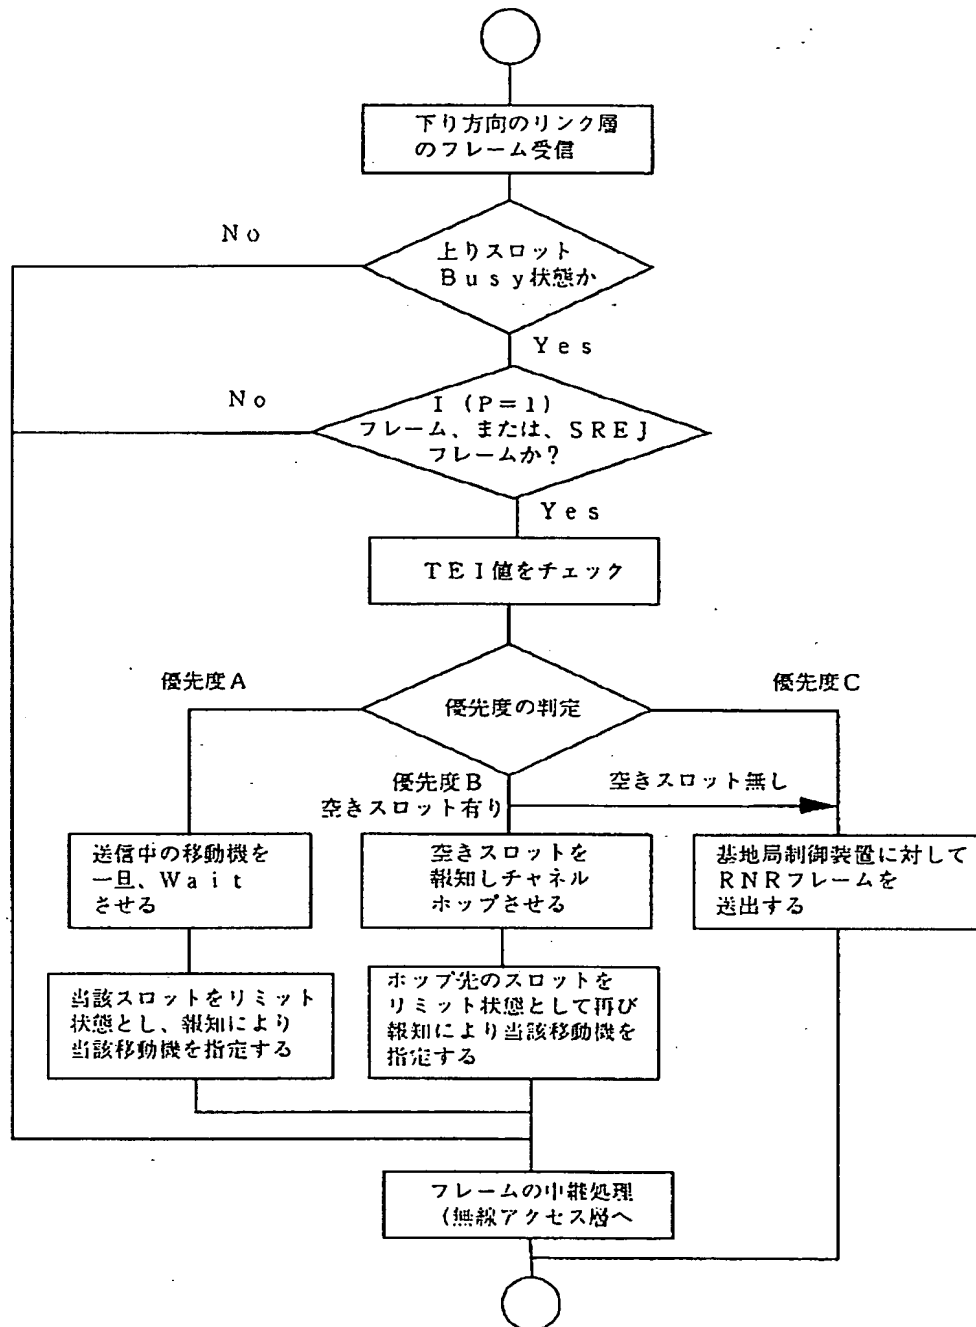 下り方向のリンク層
のフレーム受信
No
上りスロット
Busy状態か
Yes
No
I (P=1)
フレーム、または、SREJ
フレームか?
Yes
TEI値をチェック
優先度A
優先度の判定
優先度C
優先度B
空きスロット有り
空きスロット無し
送信中の移動機を
一旦、Wait
させる
空きスロットを
報知しチャネル
ホップさせる
基地局制御装置に対して
RNRフレームを
送出する
当該スロットをリミット
状態とし、報知により
当該移動機を指定する
ホップ先のスロットを
リミット状態として再び
報知により当該移動機を
指定する
フレームの中継処理
(無線アクセス層へ